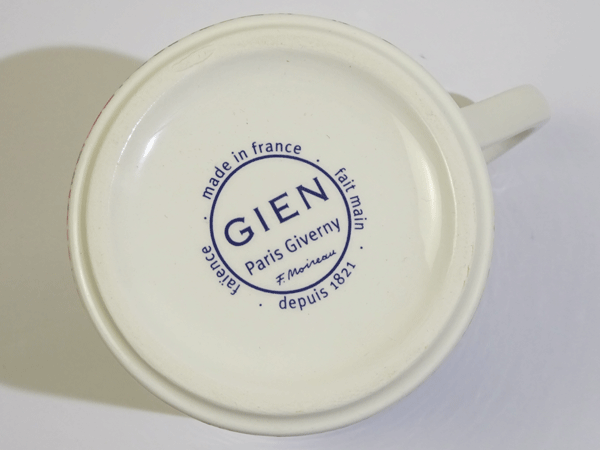 made in france · fait main · depuis 1821 · faïence ·
GIEN
Paris Giverny
F. Moireau